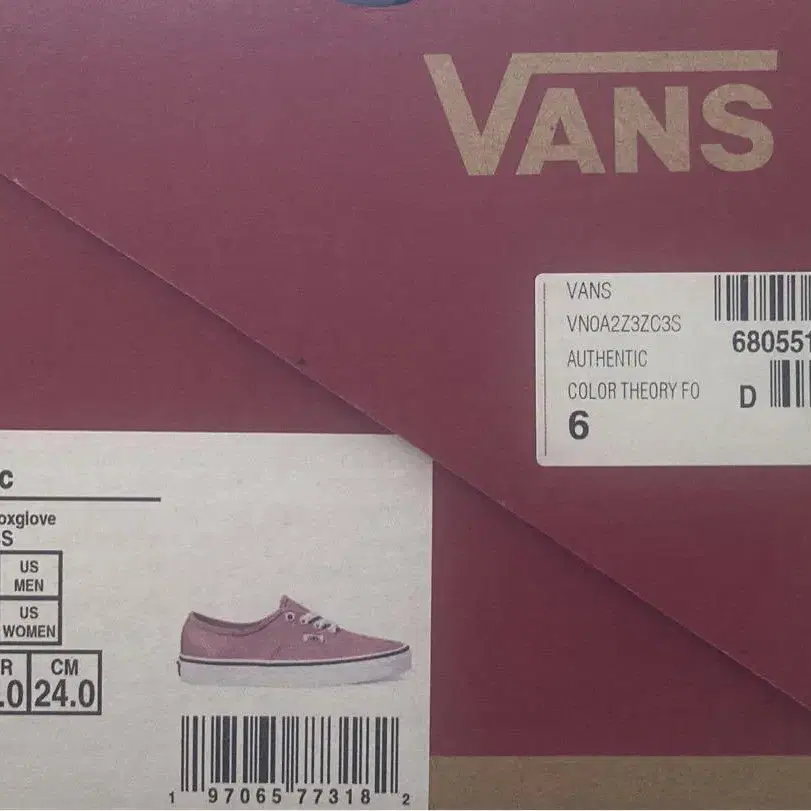 VANS
VANS
VN0A2Z3ZC3S
AUTHENTIC
COLOR THEORY FO
6
680551
D
c
oxglove
S
US
MEN
US
WOMEN
R
CM
.0
24.0
1 97065 77318 2